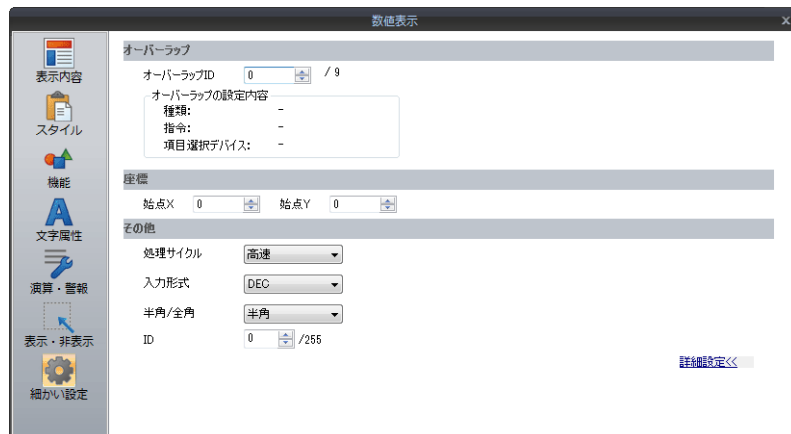 数値表示
x
表示内容
スタイル
機能
文字属性
演算・警報
表示・非表示
細かい設定
オーバーラップ
オーバーラップID 0 / 9
オーバーラップの設定内容
種類: -
指令: -
項目選択デバイス: -
座標
始点X 0 始点Y 0
その他
処理サイクル 高速
入力形式 DEC
半角/全角 半角
ID 0 /255
詳細設定<<